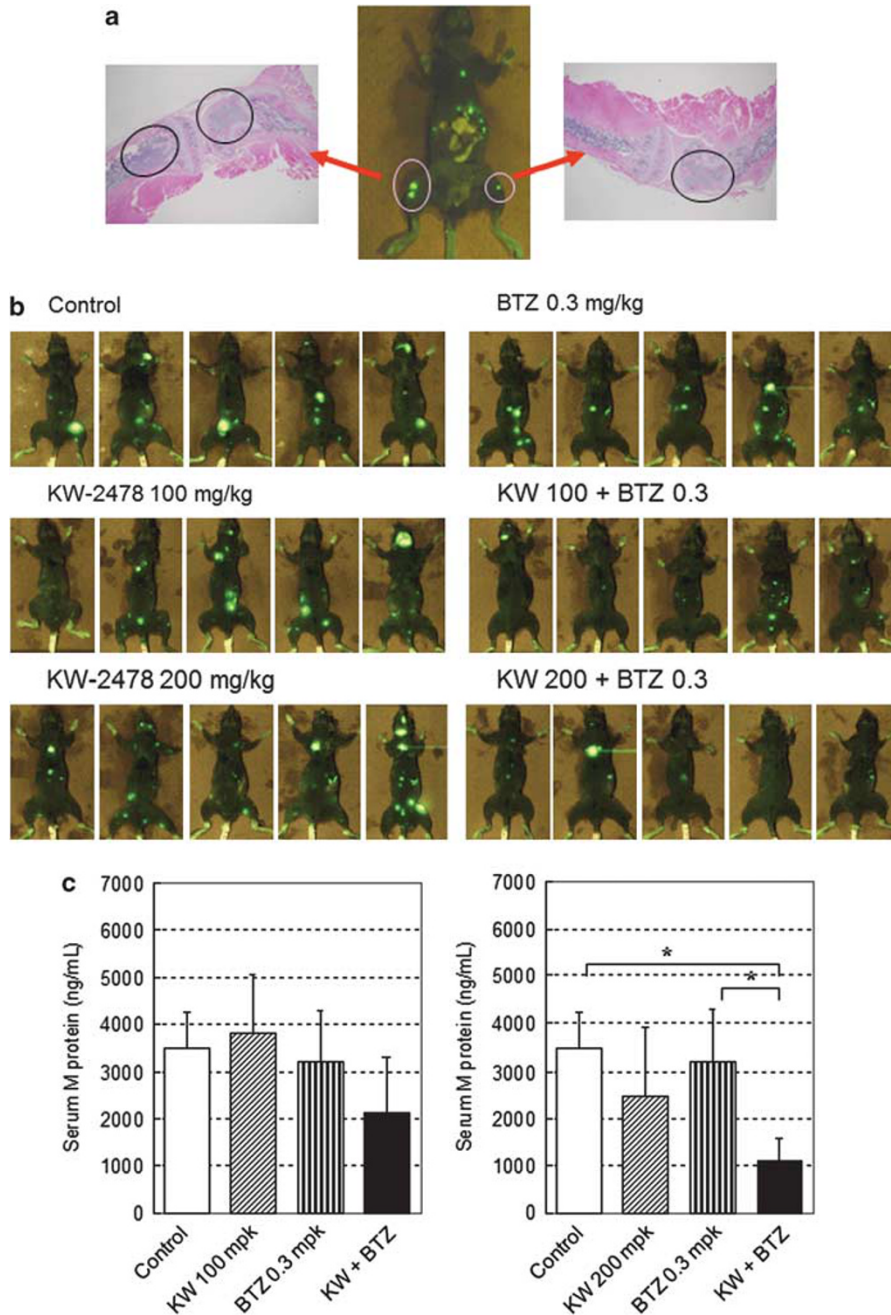 a
b
Control
BTZ 0.3 mg/kg
KW-2478 100 mg/kg
KW 100 + BTZ 0.3
KW-2478 200 mg/kg
KW 200 + BTZ 0.3
c
7000
6000
5000
4000
3000
2000
1000
0
Serum M protein (ng/mL)
Control
KW 100 mpk
BTZ 0.3 mpk
KW + BTZ
7000
6000
5000
4000
3000
2000
1000
0
Serum M protein (ng/mL)
*
*
Control
KW 200 mpk
BTZ 0.3 mpk
KW + BTZ